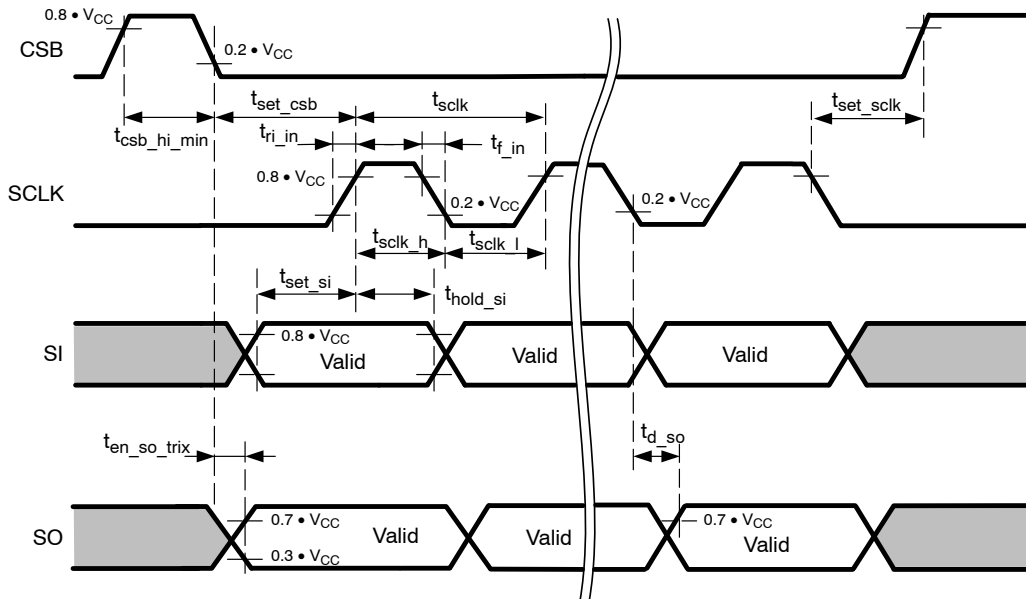 0.8 • VCC
CSB
0.2 • VCC
tcsb_hi_min
tset_csb
tsclk
tset_sclk
tri_in
tf_in
SCLK
0.8 • VCC
0.2 • VCC
0.2 • VCC
tsclk_h
tsclk_l
tset_si
thold_si
SI
0.8 • VCC
Valid
Valid
Valid
ten_so_trix
td_so
SO
0.7 • VCC
0.3 • VCC
Valid
Valid
0.7 • VCC
Valid